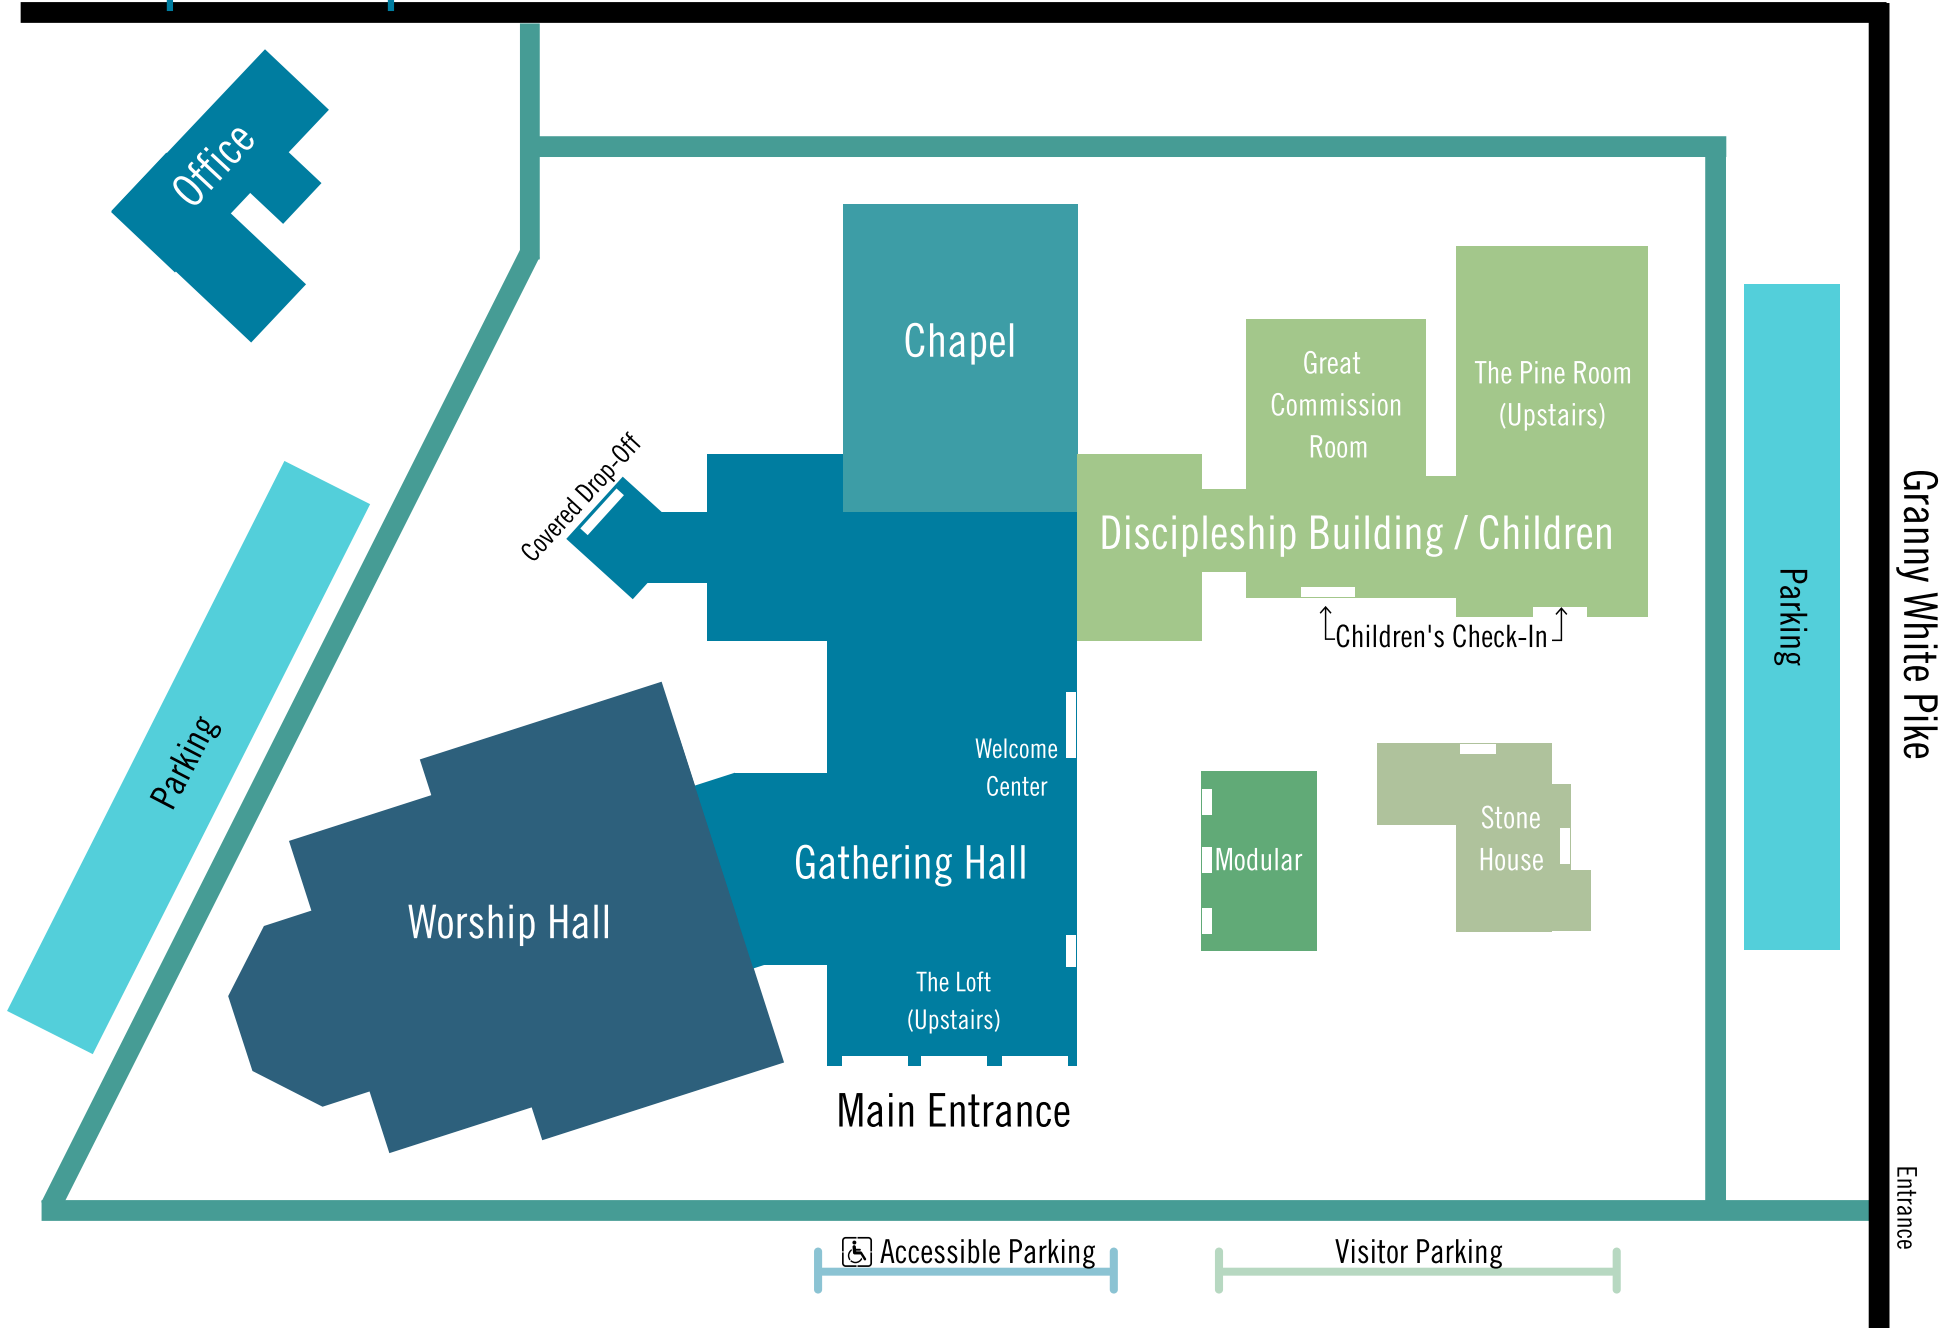 Office
Chapel
Great
Commission
Room
The Pine Room
(Upstairs)
Covered Drop-Off
Discipleship Building / Children
Children's Check-In
Granny White Pike
Parking
Parking
Welcome
Center
Gathering Hall
Worship Hall
Modular
Stone
House
The Loft
(Upstairs)
Main Entrance
Entrance
Accessible Parking
Visitor Parking